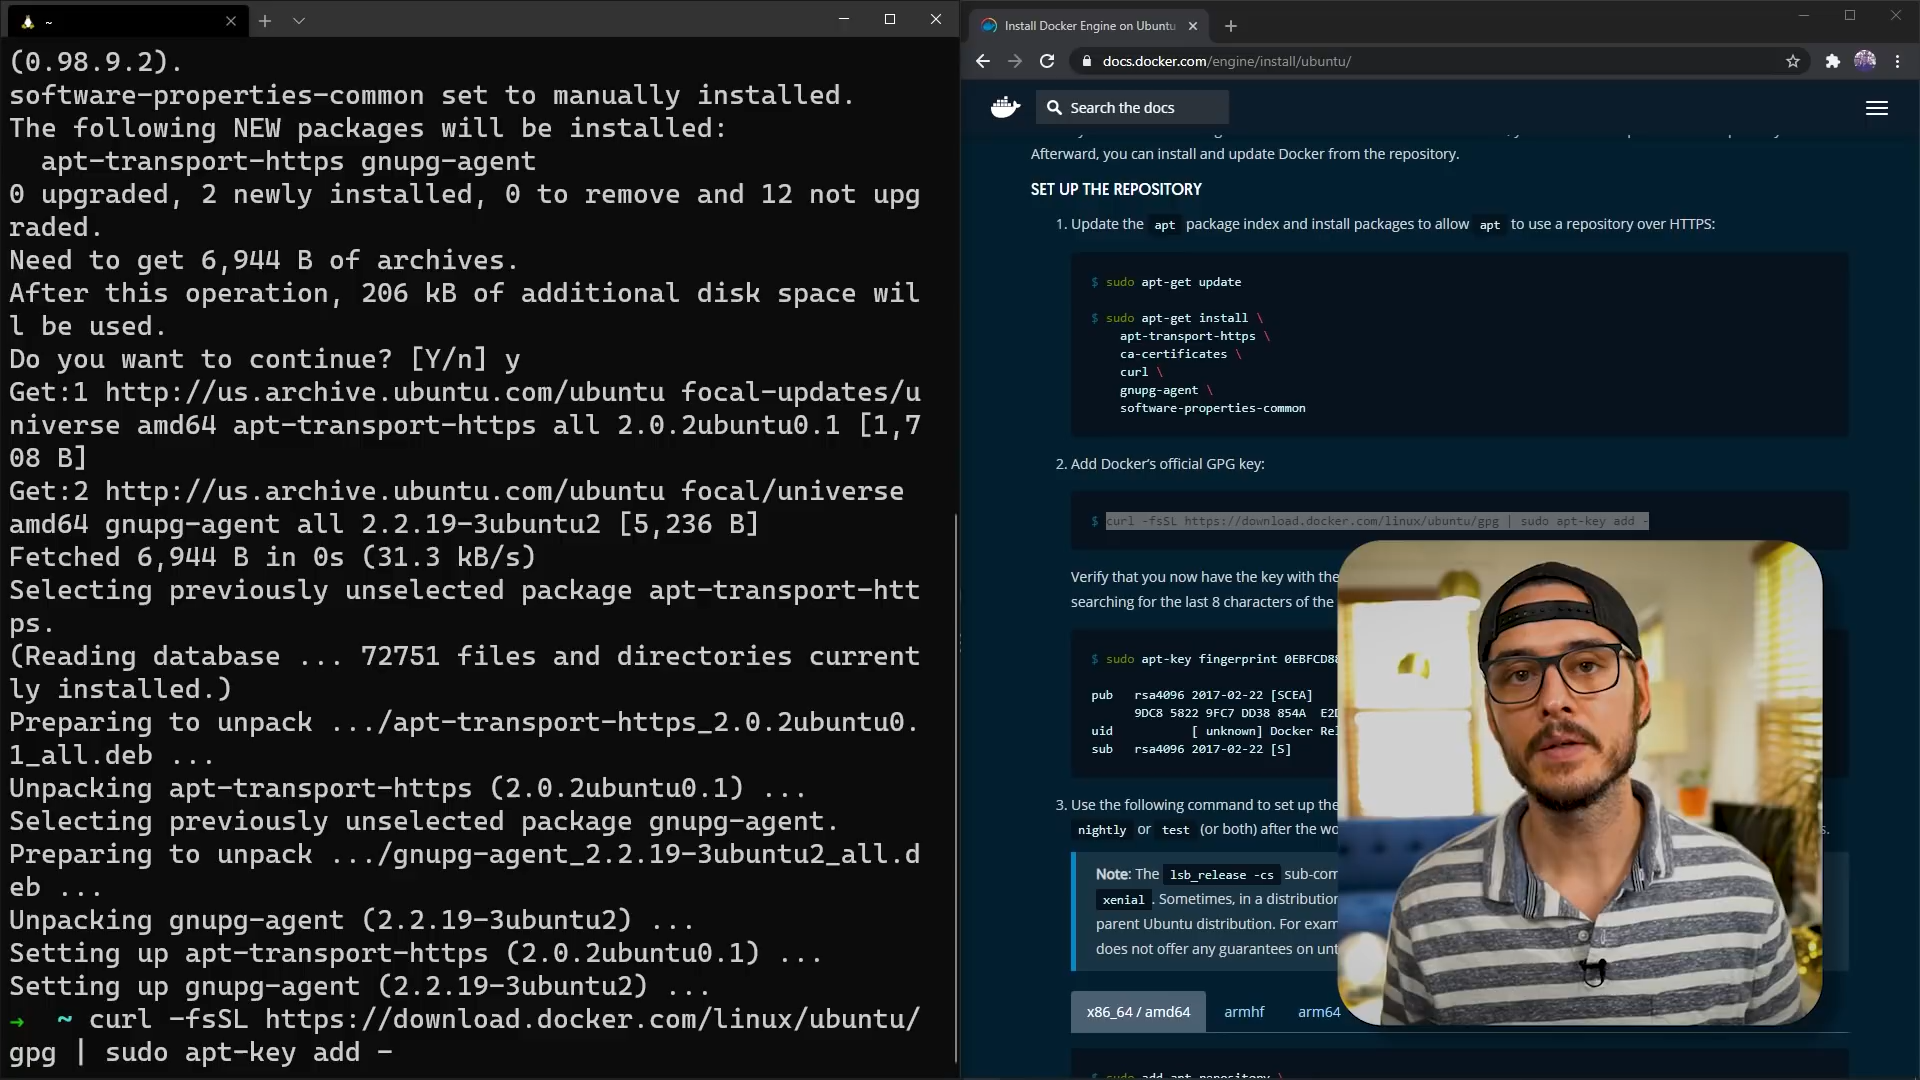 ~
(0.98.9.2).
software-properties-common set to manually installed.
The following NEW packages will be installed:
apt-transport-https gnupg-agent
0 upgraded, 2 newly installed, 0 to remove and 12 not upg
raded.
Need to get 6,944 B of archives.
After this operation, 206 kB of additional disk space wil
l be used.
Do you want to continue? [Y/n] y
Get:1 http://us.archive.ubuntu.com/ubuntu focal-updates/u
niverse amd64 apt-transport-https all 2.0.2ubuntu0.1 [1,7
08 B]
Get:2 http://us.archive.ubuntu.com/ubuntu focal/universe
amd64 gnupg-agent all 2.2.19-3ubuntu2 [5,236 B]
Fetched 6,944 B in 0s (31.3 kB/s)
Selecting previously unselected package apt-transport-htt
ps.
(Reading database ... 72751 files and directories current
ly installed.)
Preparing to unpack .../apt-transport-https_2.0.2ubuntu0.
1_all.deb ...
Unpacking apt-transport-https (2.0.2ubuntu0.1) ...
Selecting previously unselected package gnupg-agent.
Preparing to unpack .../gnupg-agent_2.2.19-3ubuntu2_all.d
eb ...
Unpacking gnupg-agent (2.2.19-3ubuntu2) ...
Setting up apt-transport-https (2.0.2ubuntu0.1) ...
Setting up gnupg-agent (2.2.19-3ubuntu2) ...
→ ~ curl -fsSL https://download.docker.com/linux/ubuntu/
gpg | sudo apt-key add -
Install Docker Engine on Ubuntu
docs.docker.com/engine/install/ubuntu/
Search the docs
Afterward, you can install and update Docker from the repository.
SET UP THE REPOSITORY
1. Update the apt package index and install packages to allow apt to use a repository over HTTPS:
$ sudo apt-get update
$ sudo apt-get install \
apt-transport-https \
ca-certificates \
curl \
gnupg-agent \
software-properties-common
2. Add Docker’s official GPG key:
$ curl -fsSL https://download.docker.com/linux/ubuntu/gpg | sudo apt-key add -
Verify that you now have the key with the
searching for the last 8 characters of the
$ sudo apt-key fingerprint 0EBFCD88
pub rsa4096 2017-02-22 [SCEA]
9DC8 5822 9FC7 DD38 854A E2D
uid [ unknown] Docker Rel
sub rsa4096 2017-02-22 [S]
3. Use the following command to set up the
nightly or test (or both) after the wo
Note: The lsb_release -cs sub-com
xenial . Sometimes, in a distribution
parent Ubuntu distribution. For exam
does not offer any guarantees on unt
x86_64 / amd64 armhf arm64
$ sudo add-apt-repository \